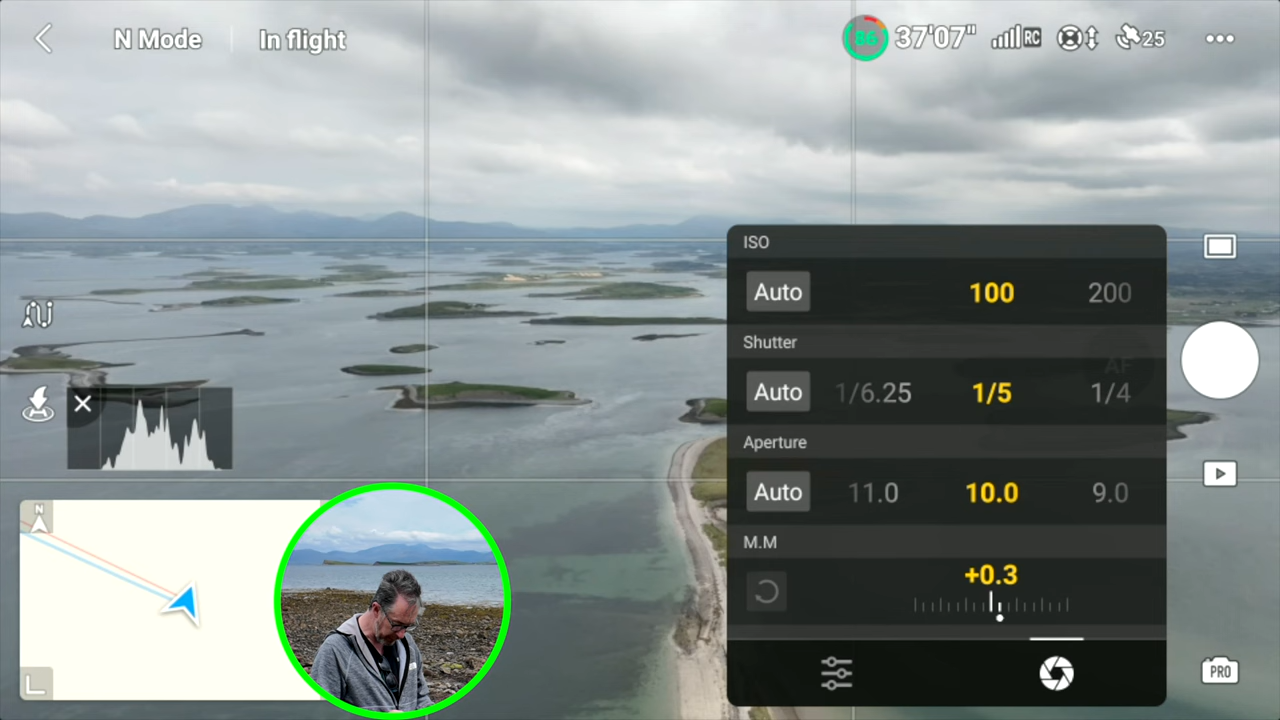 N Mode In flight 86 37'07" RC 25
ISO
Auto 100 200
Shutter
AF
Auto 1/6.25 1/5 1/4
Aperture
Auto 11.0 10.0 9.0
N
M.M
+0.3
PRO